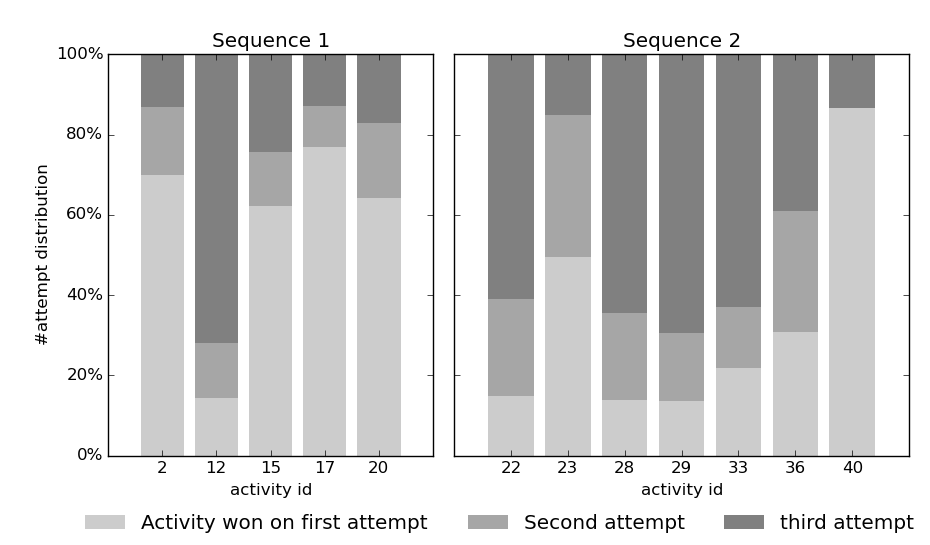 Sequence 1 Sequence 2
100%
80%
60%
40%
20%
0%
#attempt distribution
2 12 15 17 20 22 23 28 29 33 36 40
activity id activity id
Activity won on first attempt Second attempt third attempt